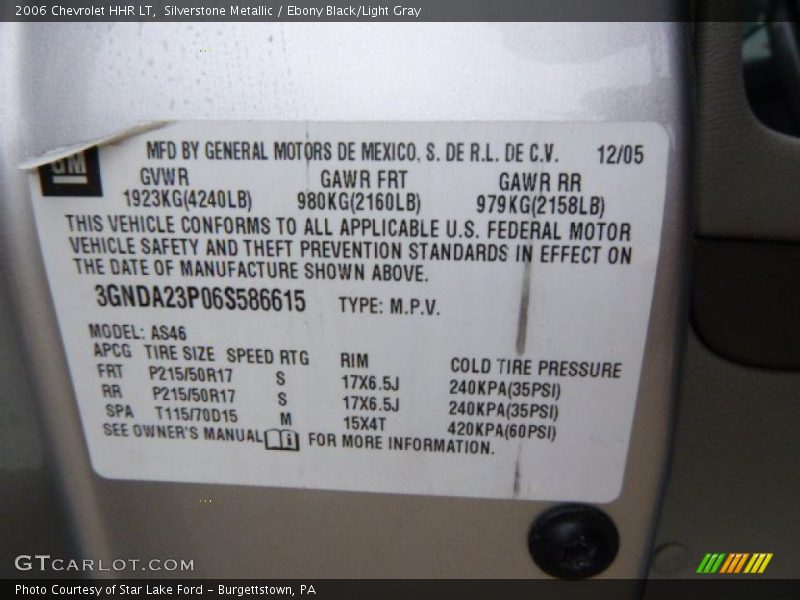 2006 Chevrolet HHR LT,  Silverstone Metallic / Ebony Black/Light Gray
GM
MFD BY GENERAL MOTORS DE MEXICO, S. DE R.L. DE C.V. 12/05
GVWR GAWR FRT GAWR RR
1923KG(4240LB) 980KG(2160LB) 979KG(2158LB)
THIS VEHICLE CONFORMS TO ALL APPLICABLE U.S. FEDERAL MOTOR
VEHICLE SAFETY AND THEFT PREVENTION STANDARDS IN EFFECT ON
THE DATE OF MANUFACTURE SHOWN ABOVE.
3GNDA23P06S586615 TYPE: M.P.V.
MODEL: AS46
APCG TIRE SIZE SPEED RTG RIM COLD TIRE PRESSURE
FRT P215/50R17 S 17X6.5J 240KPA(35PSI)
RR P215/50R17 S 17X6.5J 240KPA(35PSI)
SPA T115/70D15 M 15X4T 420KPA(60PSI)
SEE OWNER'S MANUAL FOR MORE INFORMATION.
GTCARLOT.COM
Photo Courtesy of Star Lake Ford - Burgettstown, PA